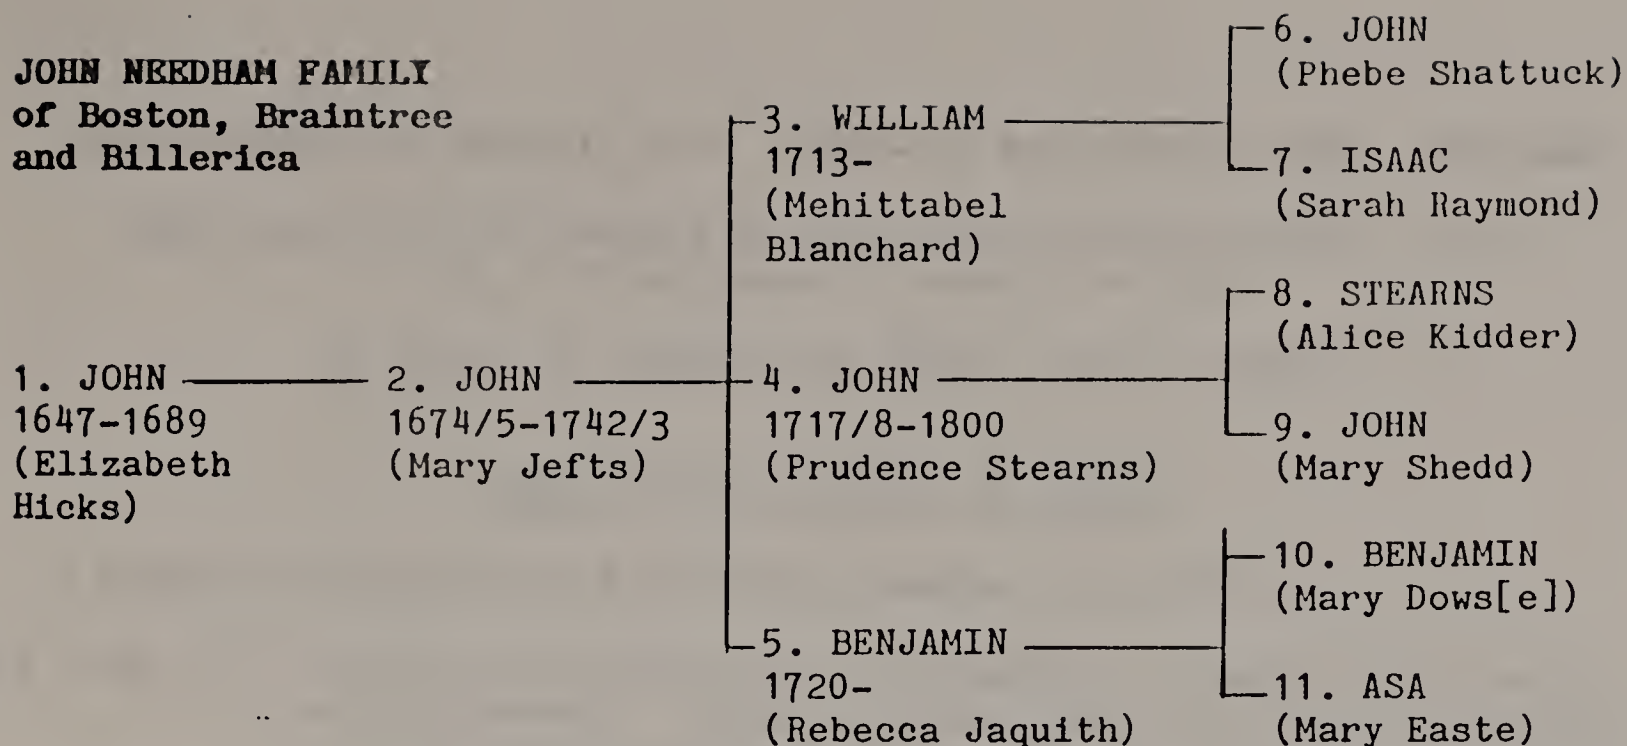 JOHN NEEDHAM FAMILY
of Boston, Braintree
and Billerica
1. JOHN
1647-1689
(Elizabeth
Hicks)
2. JOHN
1674/5-1742/3
(Mary Jefts)
3. WILLIAM
1713-
(Mehittabel
Blanchard)
4. JOHN
1717/8-1800
(Prudence Stearns)
5. BENJAMIN
1720-
(Rebecca Jaquith)
6. JOHN
(Phebe Shattuck)
7. ISAAC
(Sarah Raymond)
8. STEARNS
(Alice Kidder)
9. JOHN
(Mary Shedd)
10. BENJAMIN
(Mary Dows[e])
11. ASA
(Mary Easte)